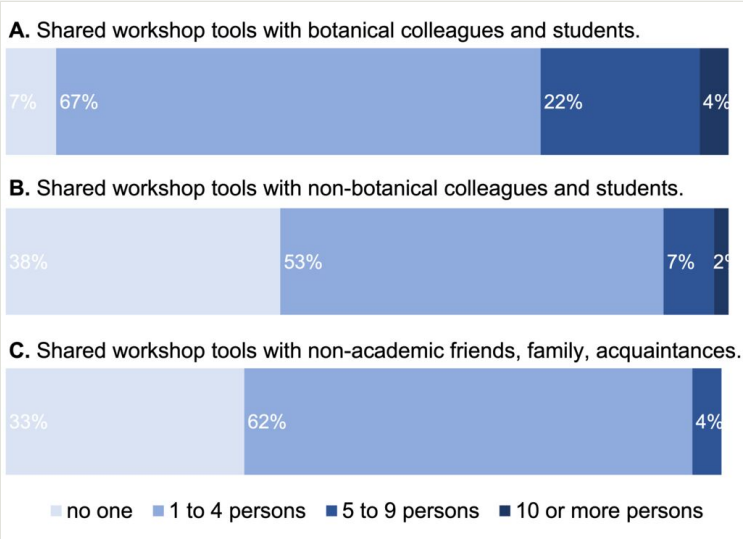 A. Shared workshop tools with botanical colleagues and students.
7% 67% 22% 4%
B. Shared workshop tools with non-botanical colleagues and students.
38% 53% 7% 2%
C. Shared workshop tools with non-academic friends, family, acquaintances.
33% 62% 4%
no one 1 to 4 persons 5 to 9 persons 10 or more persons